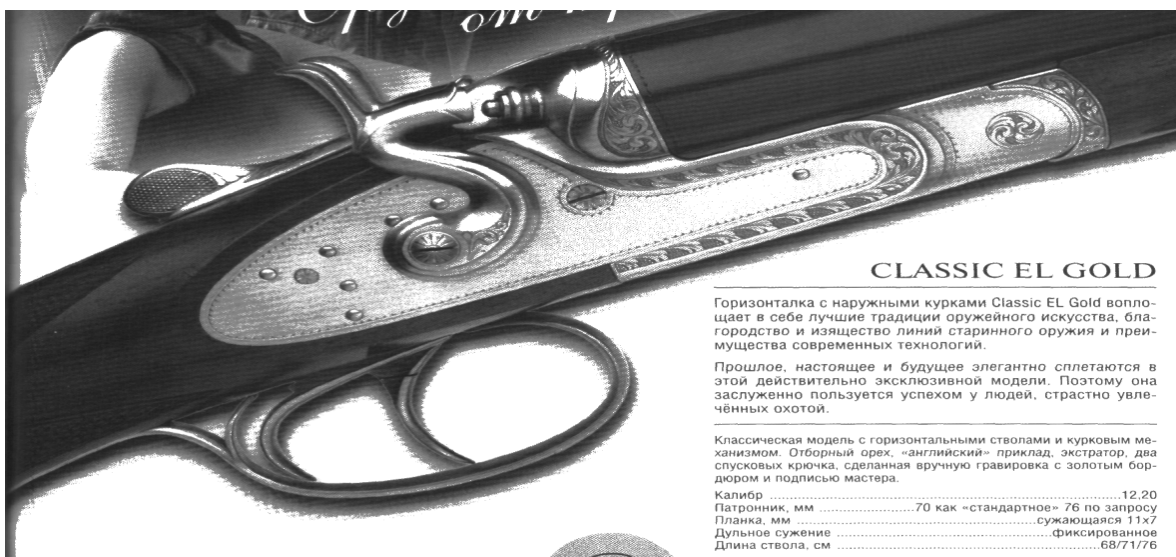 CLASSIC EL GOLD
Горизонталка с наружными курками Classic EL Gold вопло-
щает в себе лучшие традиции оружейного искусства, бла-
городство и изящество линий старинного оружия и преи-
мущества современных технологий.
Прошлое, настоящее и будущее элегантно сплетаются в
этой действительно эксклюзивной модели. Поэтому она
заслуженно пользуется успехом у людей, страстно увле-
чённых охотой.
Классическая модель с горизонтальными стволами и курковым ме-
ханизмом. Отборный орех, «английский» приклад, экстратор, два
спусковых крючка, сделанная вручную гравировка с золотым бор-
дюром и подписью мастера.
Калибр ..... 12,20
Патронник, мм ..... 70 как «стандартное» 76 по запросу
Планка, мм ..... сужающаяся 11x7
Дульное сужение ..... фиксированное
Длина ствола, см ..... 68/71/76